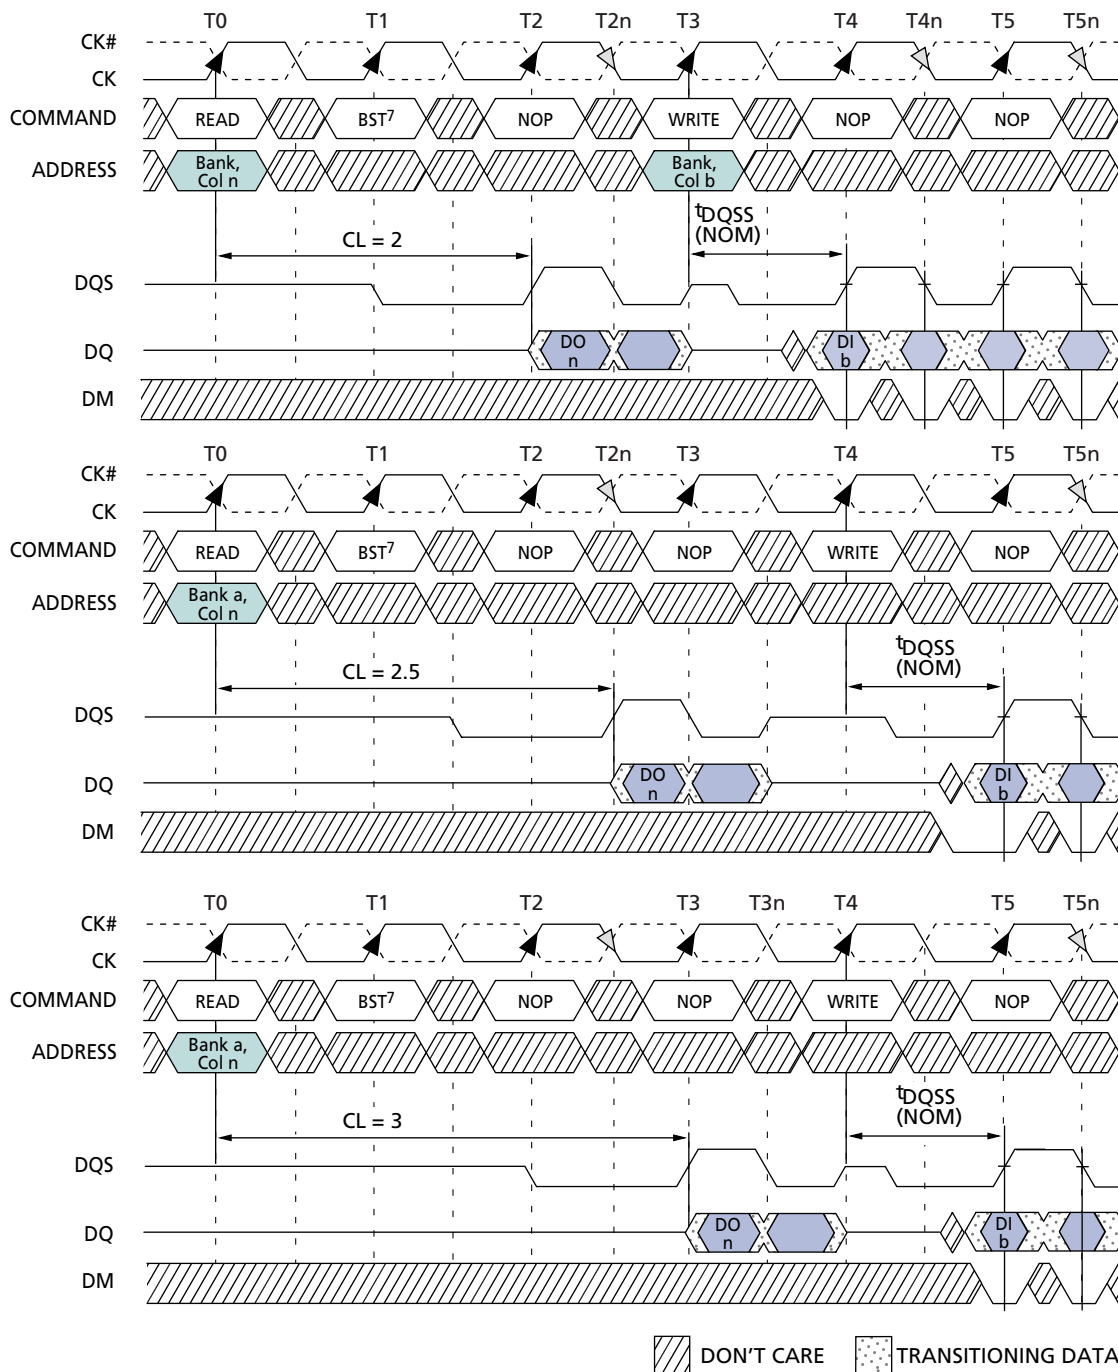 T0 T1 T2 T2n T3 T4 T4n T5 T5n
CK#
CK
COMMAND READ BST7 NOP WRITE NOP NOP
ADDRESS Bank, Col n Bank, Col b
CL = 2 tDQSS (NOM)
DQS
DQ DO n DI b
DM
T0 T1 T2 T2n T3 T4 T5 T5n
CK#
CK
COMMAND READ BST7 NOP NOP WRITE NOP
ADDRESS Bank a, Col n
CL = 2.5 tDQSS (NOM)
DQS
DQ DO n DI b
DM
T0 T1 T2 T3 T3n T4 T5 T5n
CK#
CK
COMMAND READ BST7 NOP NOP WRITE NOP
ADDRESS Bank a, Col n
CL = 3 tDQSS (NOM)
DQS
DQ DO n DI b
DM
DON'T CARE TRANSITIONING DATA